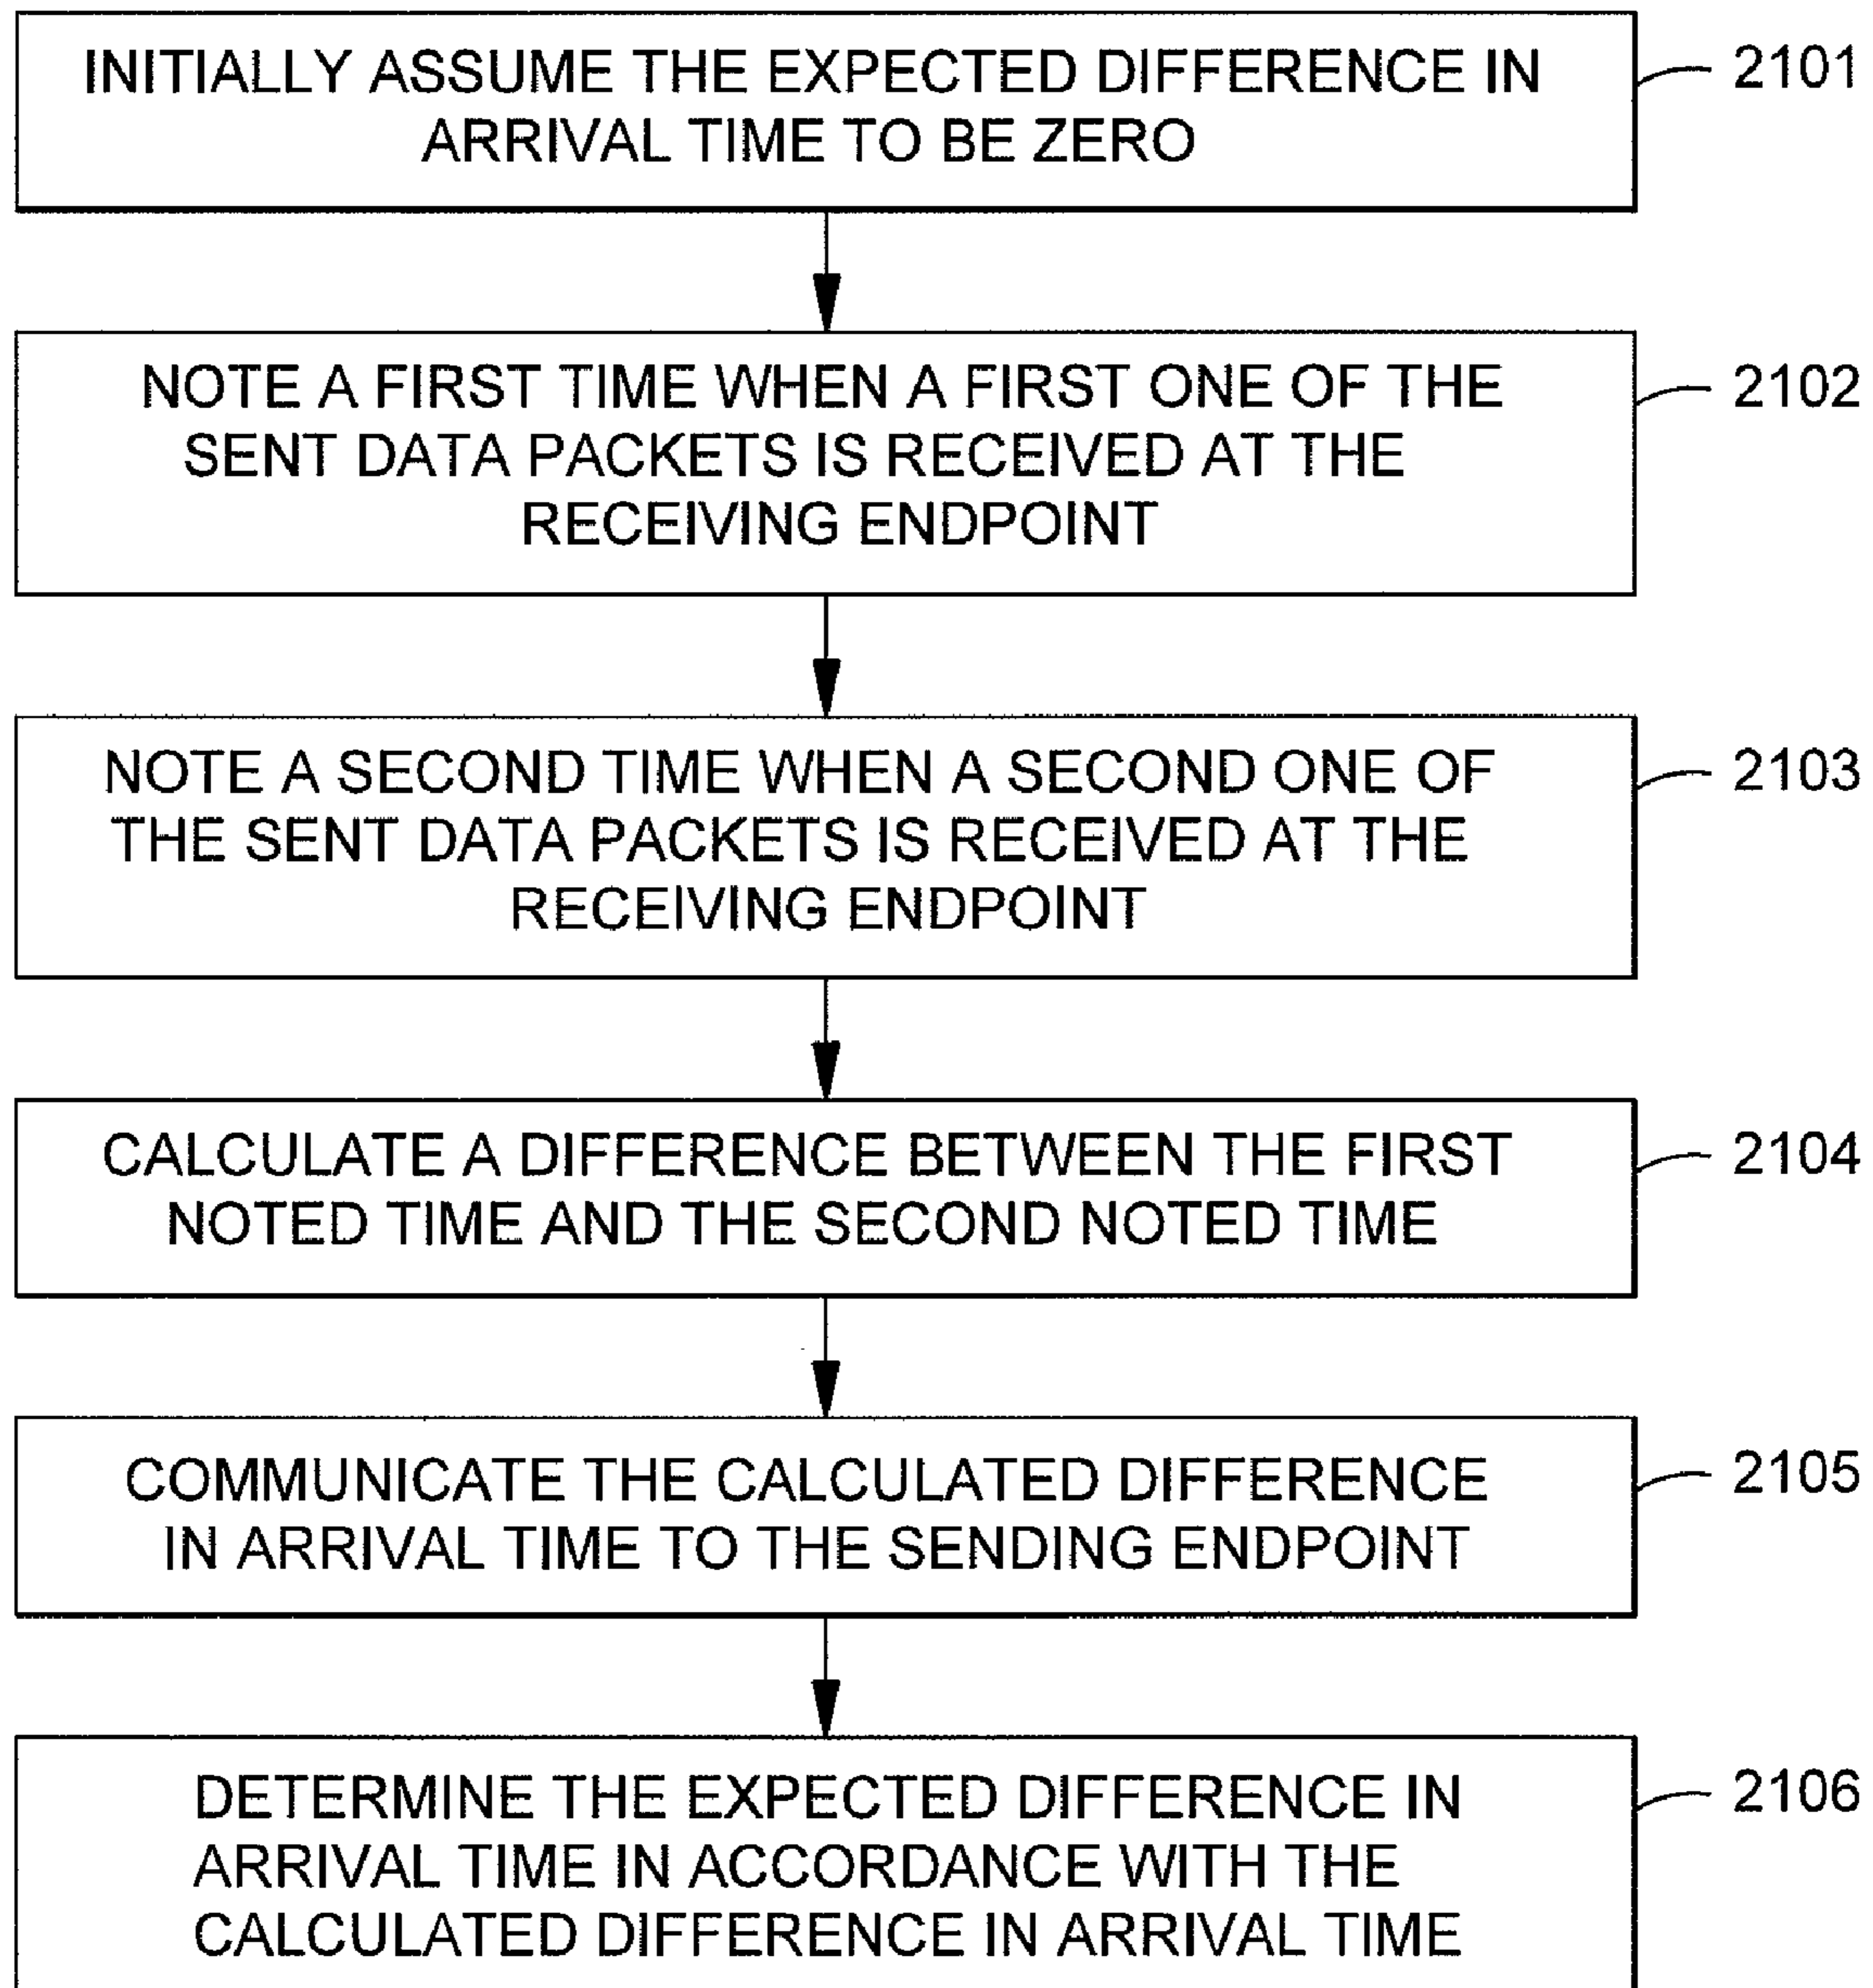 INITIALLY ASSUME THE EXPECTED DIFFERENCE IN
ARRIVAL TIME TO BE ZERO
2101
NOTE A FIRST TIME WHEN A FIRST ONE OF THE
SENT DATA PACKETS IS RECEIVED AT THE
RECEIVING ENDPOINT
2102
NOTE A SECOND TIME WHEN A SECOND ONE OF
THE SENT DATA PACKETS IS RECEIVED AT THE
RECEIVING ENDPOINT
2103
CALCULATE A DIFFERENCE BETWEEN THE FIRST
NOTED TIME AND THE SECOND NOTED TIME
2104
COMMUNICATE THE CALCULATED DIFFERENCE
IN ARRIVAL TIME TO THE SENDING ENDPOINT
2105
DETERMINE THE EXPECTED DIFFERENCE IN
ARRIVAL TIME IN ACCORDANCE WITH THE
CALCULATED DIFFERENCE IN ARRIVAL TIME
2106